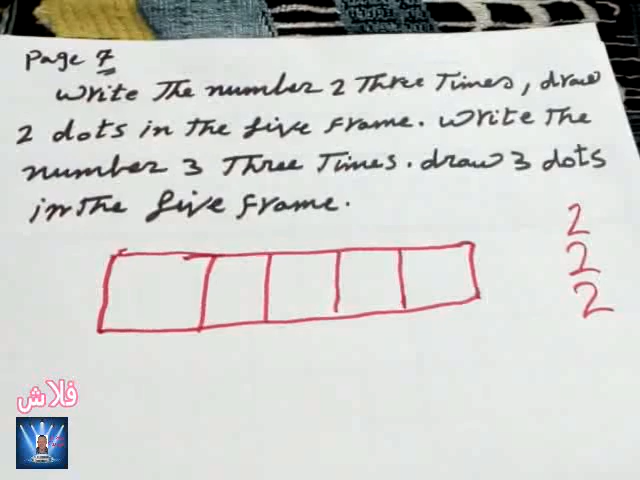 Page 7
Write The number 2 Three Times, draw
2 dots in the five frame. Write The
number 3 Three Times. draw 3 dots
in The five frame.
2
2
2
فلاش